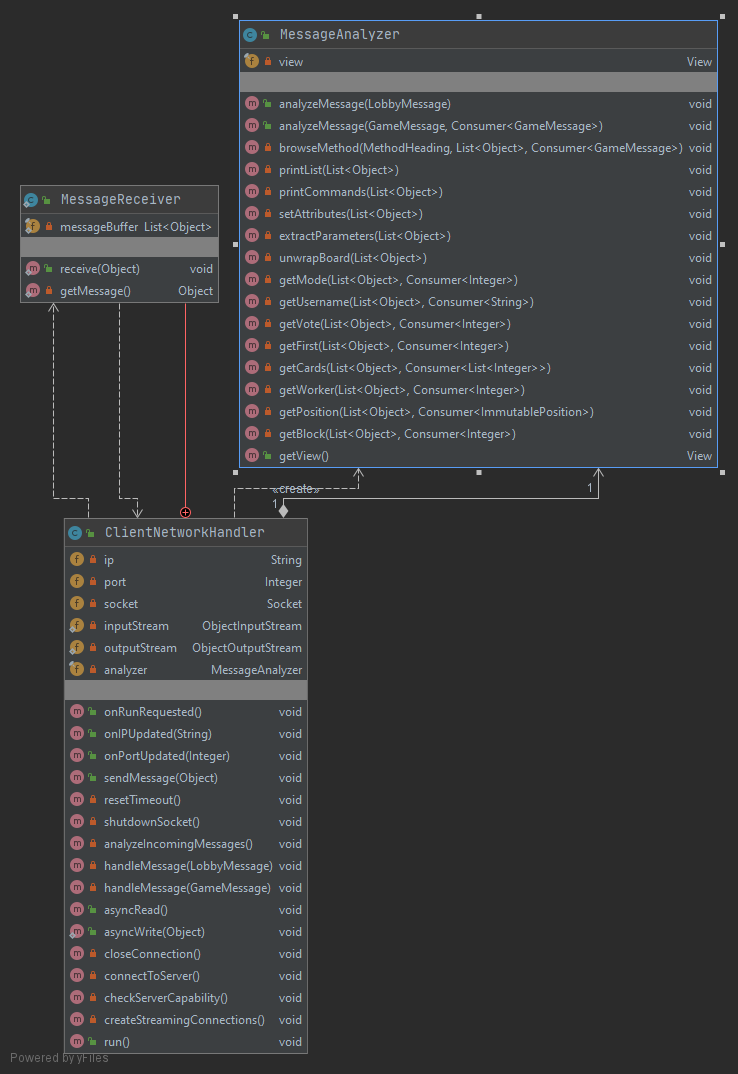 MessageAnalyzer
view View
analyzeMessage(LobbyMessage) void
analyzeMessage(GameMessage, Consumer<GameMessage>) void
browseMethod(MethodHeading, List<Object>, Consumer<GameMessage>) void
printList(List<Object>) void
printCommands(List<Object>) void
setAttributes(List<Object>) void
extractParameters(List<Object>) void
unwrapBoard(List<Object>) void
getMode(List<Object>, Consumer<Integer>) void
getUsername(List<Object>, Consumer<String>) void
getVote(List<Object>, Consumer<Integer>) void
getFirst(List<Object>, Consumer<Integer>) void
getCards(List<Object>, Consumer<List<Integer>>) void
getWorker(List<Object>, Consumer<Integer>) void
getPosition(List<Object>, Consumer<ImmutablePosition>) void
getBlock(List<Object>, Consumer<Integer>) void
getView() View
MessageReceiver
messageBuffer List<Object>
receive(Object) void
getMessage() Object
«create»
1
1
ClientNetworkHandler
ip String
port Integer
socket Socket
inputStream ObjectInputStream
outputStream ObjectOutputStream
analyzer MessageAnalyzer
onRunRequested() void
onIPUpdated(String) void
onPortUpdated(Integer) void
sendMessage(Object) void
resetTimeout() void
shutdownSocket() void
analyzeIncomingMessages() void
handleMessage(LobbyMessage) void
handleMessage(GameMessage) void
asyncRead() void
asyncWrite(Object) void
closeConnection() void
connectToServer() void
checkServerCapability() void
createStreamingConnections() void
run() void
Powered by yFiles